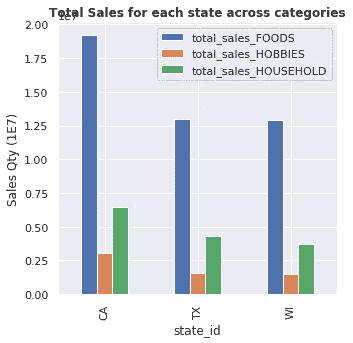 Total Sales for each state across categories
1e7
2.00
1.75
1.50
1.25
1.00
0.75
0.50
0.25
0.00
Sales Qty (1E7)
total_sales_FOODS
total_sales_HOBBIES
total_sales_HOUSEHOLD
CA
TX
WI
state_id